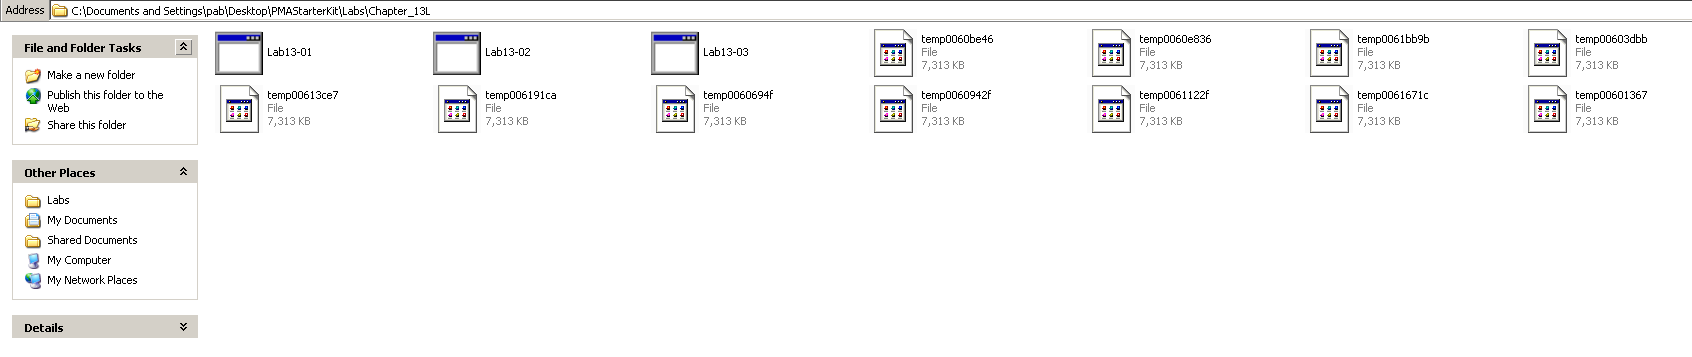 Address C:\Documents and Settings\pab\Desktop\PMAStarterKit\Labs\Chapter_13L
File and Folder Tasks
Make a new folder
Publish this folder to the
Web
Share this folder
Other Places
Labs
My Documents
Shared Documents
My Computer
My Network Places
Details
Lab13-01
Lab13-02
Lab13-03
temp0060be46
File
7,313 KB
temp0060e836
File
7,313 KB
temp0061bb9b
File
7,313 KB
temp00603dbb
File
7,313 KB
temp00613ce7
File
7,313 KB
temp006191ca
File
7,313 KB
temp0060694f
File
7,313 KB
temp0060942f
File
7,313 KB
temp0061122f
File
7,313 KB
temp0061671c
File
7,313 KB
temp00601367
File
7,313 KB